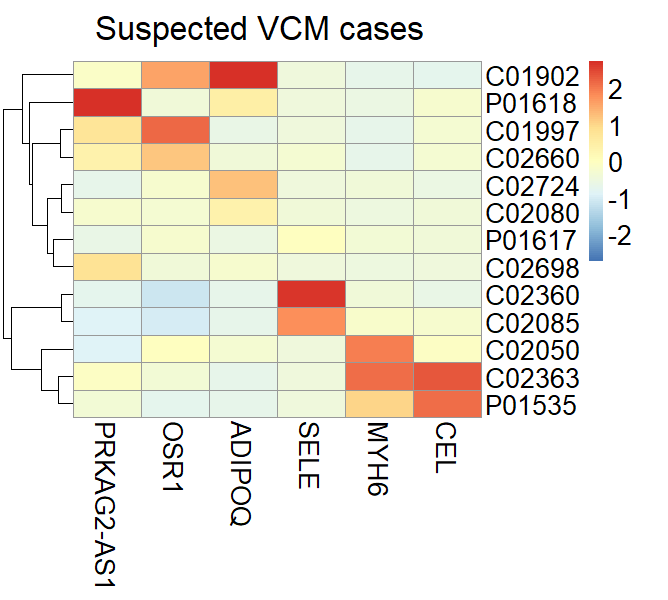 Suspected VCM cases
C01902
P01618
C01997
C02660
C02724
C02080
P01617
C02698
C02360
C02085
C02050
C02363
P01535
2
1
0
-1
-2
PRKAG2-AS1
OSR1
ADIPOQ
SELE
MYH6
CEL